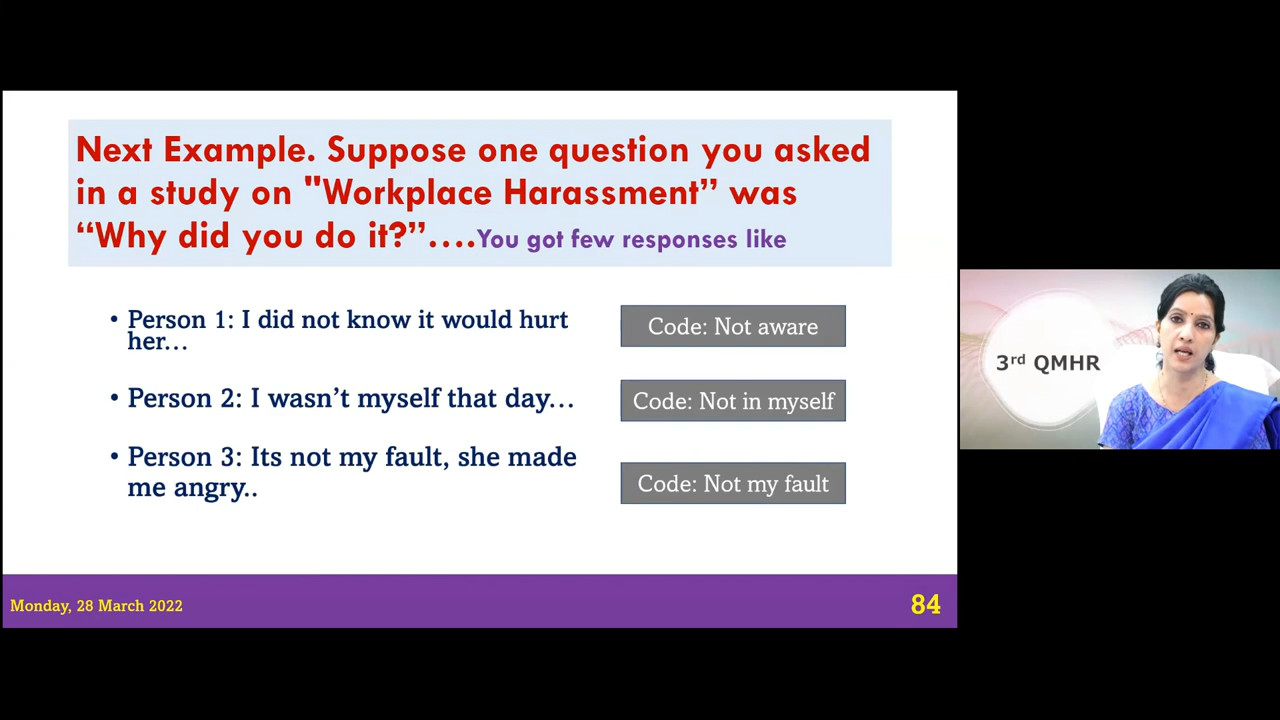 Next Example. Suppose one question you asked
in a study on "Workplace Harassment” was
“Why did you do it?”....You got few responses like
• Person 1: I did not know it would hurt
her...
Code: Not aware
• Person 2: I wasn’t myself that day...
Code: Not in myself
• Person 3: Its not my fault, she made
me angry..
Code: Not my fault
Monday, 28 March 2022
84
3rd QMHR